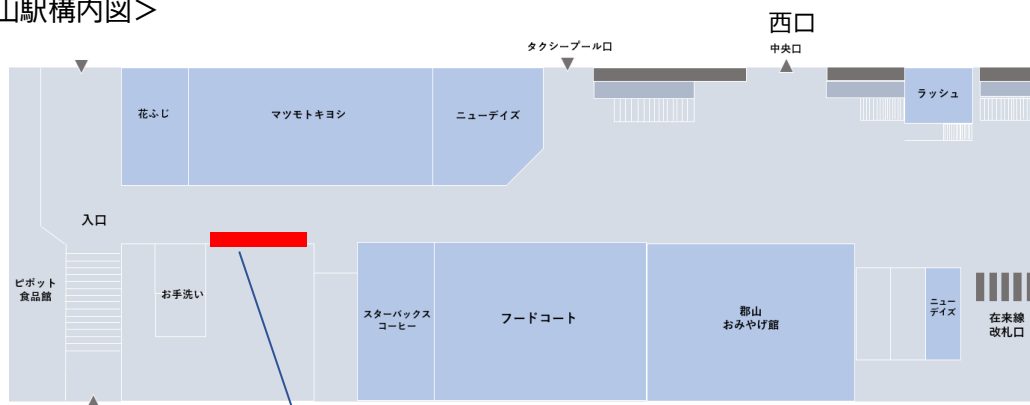 山駅構内図＞
西口
タクシープール口
中央口
花ふじ
マツモトキヨシ
ニューデイズ
ラッシュ
入口
ピボット
食品館
お手洗い
スターバックス
コーヒー
フードコート
郡山
おみやげ館
ニュー
デイズ
在来線
改札口